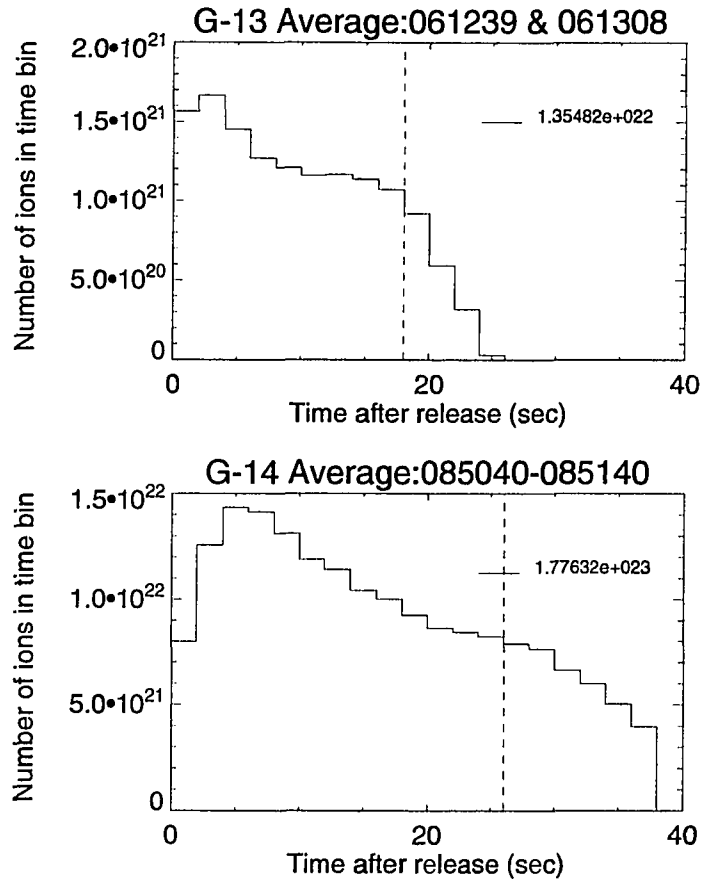 G-13 Average:061239 & 061308
Number of ions in time bin
2.0•10²¹
1.5•10²¹
1.0•10²¹
5.0•10²⁰
0
1.35482e+022
0 20 40
Time after release (sec)
G-14 Average:085040-085140
Number of ions in time bin
1.5•10²²
1.0•10²²
5.0•10²¹
0
1.77632e+023
0 20 40
Time after release (sec)